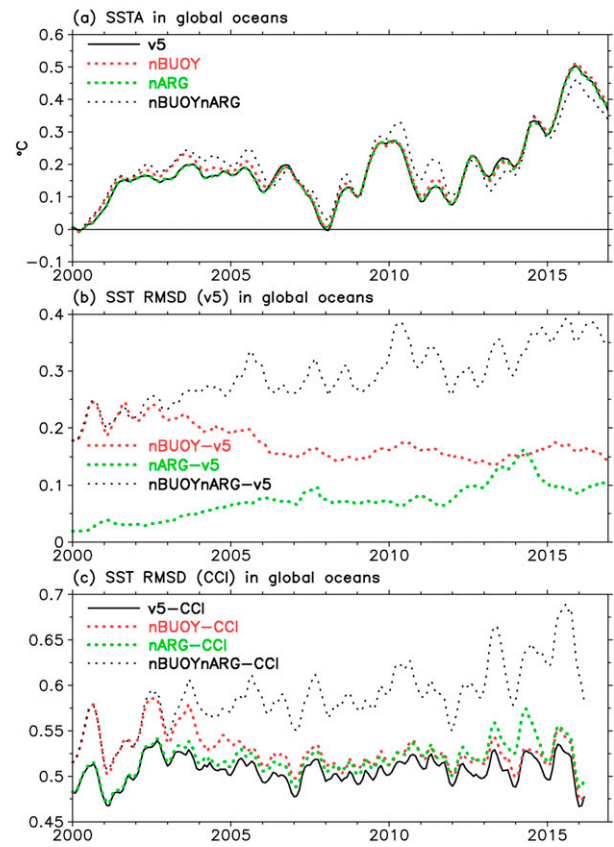 (a) SSTA in global oceans
0.6
0.5
0.4
0.3
0.2
0.1
0
−0.1
°C
v5
nBUOY
nARG
nBUOYnARG
2000 2005 2010 2015
(b) SST RMSD (v5) in global oceans
0.4
0.3
0.2
0.1
0
nBUOY−v5
nARG−v5
nBUOYnARG−v5
2000 2005 2010 2015
(c) SST RMSD (CCI) in global oceans
0.7
0.65
0.6
0.55
0.5
0.45
v5−CCI
nBUOY−CCI
nARG−CCI
nBUOYnARG−CCI
2000 2005 2010 2015